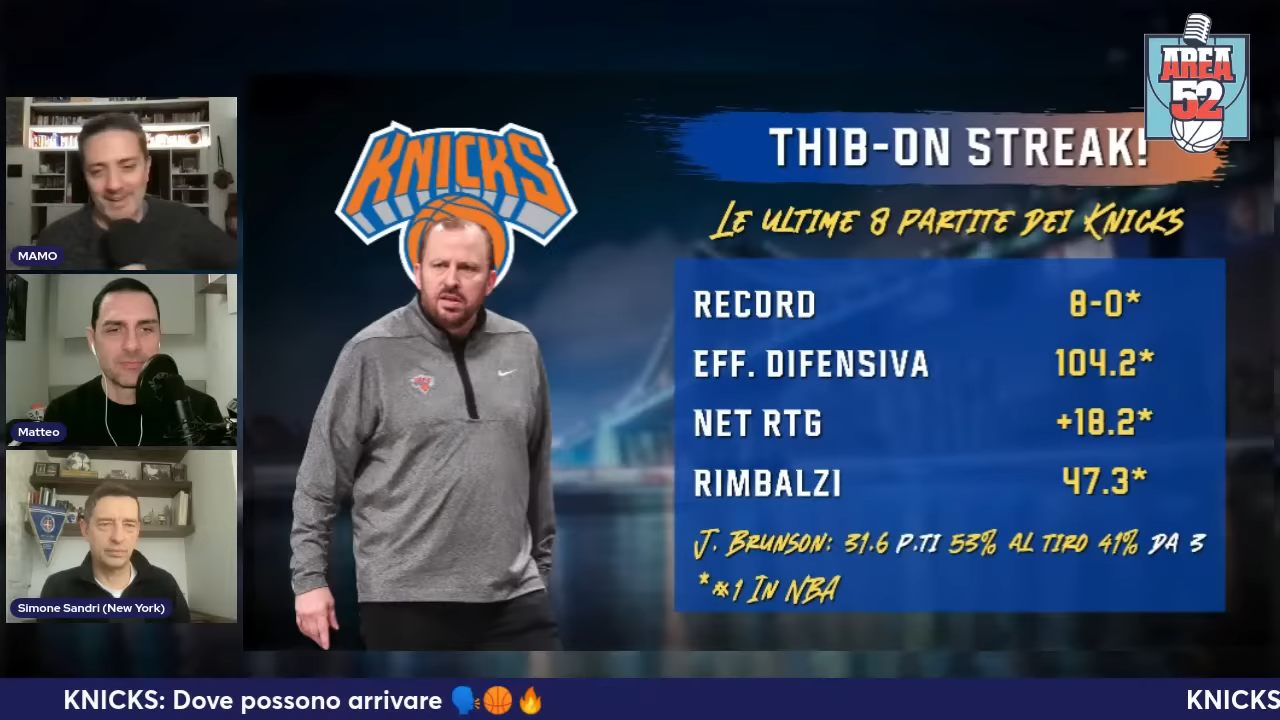 AREA
52
KNICKS
THIB-ON STREAK!
LE ULTIME 8 PARTITE DEI KNICKS
RECORD 8-0*
EFF. DIFENSIVA 104.2*
NET RTG +18.2*
RIMBALZI 47.3*
J. BRUNSON: 31.6 P.TI 53% AL TIRO 41% DA 3
*#1 IN NBA
MAMO
Matteo
Simone Sandri (New York)
KNICKS: Dove possono arrivare 🗣️🏀🔥
KNICKS